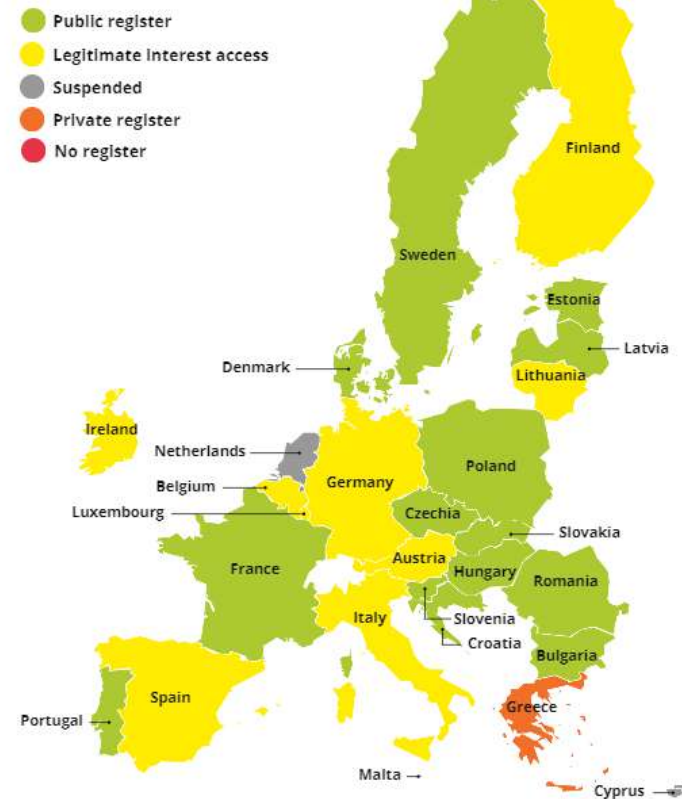 Public register
Legitimate interest access
Suspended
Private register
No register
Finland
Sweden
Estonia
Latvia
Denmark
Lithuania
Ireland
Netherlands
Poland
Germany
Belgium
Luxembourg
Czechia
Slovakia
Austria
France
Hungary
Romania
Italy
Slovenia
Croatia
Bulgaria
Spain
Greece
Portugal
Malta
Cyprus